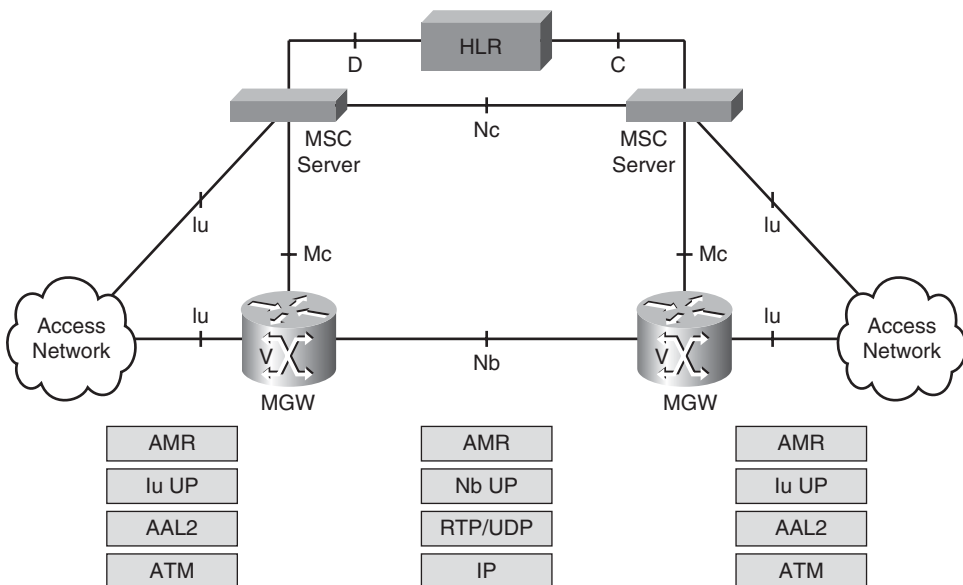 HLR
D
C
Nc
MSC
Server
MSC
Server
Iu
Iu
Mc
Mc
Access
Network
Iu
V
Nb
V
Iu
Access
Network
MGW
MGW
AMR
AMR
AMR
Iu UP
Nb UP
Iu UP
AAL2
RTP/UDP
AAL2
ATM
IP
ATM